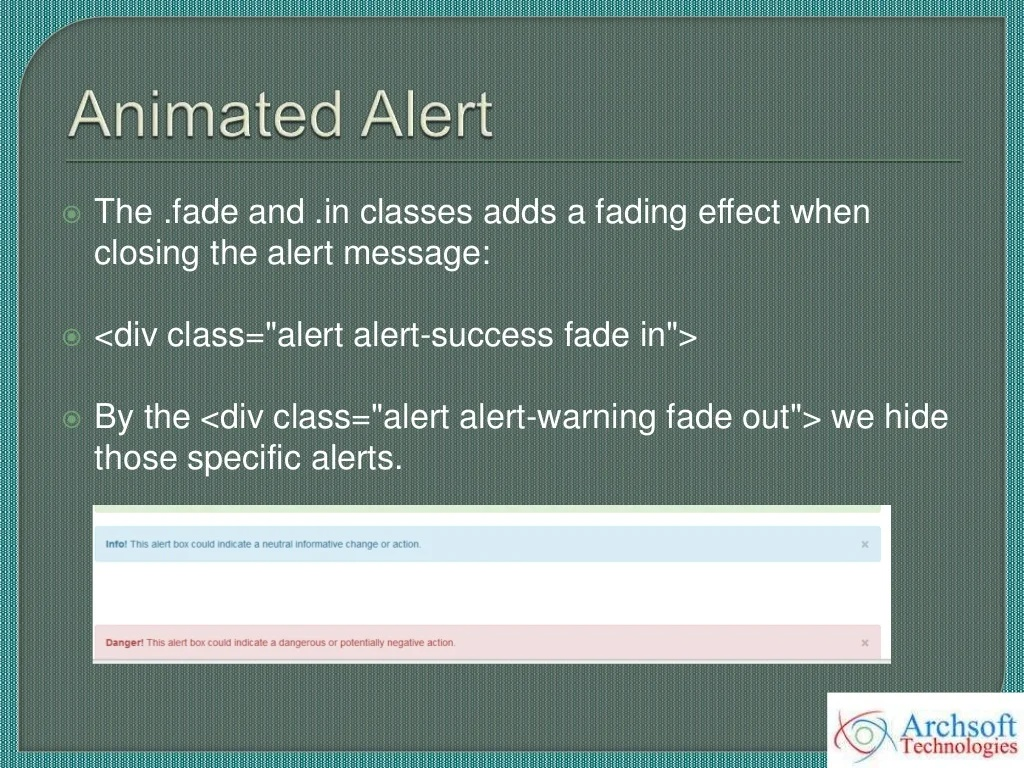 Animated Alert
The .fade and .in classes adds a fading effect when
closing the alert message:
<div class="alert alert-success fade in">
By the <div class="alert alert-warning fade out"> we hide
those specific alerts.
Info! This alert box could indicate a neutral informative change or action. ×
Danger! This alert box could indicate a dangerous or potentially negative action. ×
Archsoft
Technologies